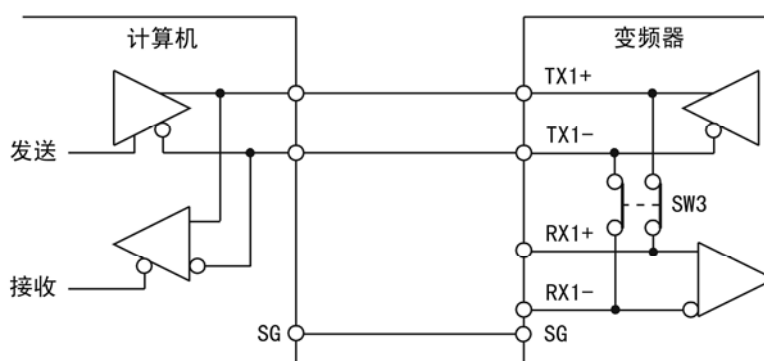 计算机
变频器
TX1+
发送
TX1-
SW3
RX1+
接收
RX1-
SG
SG